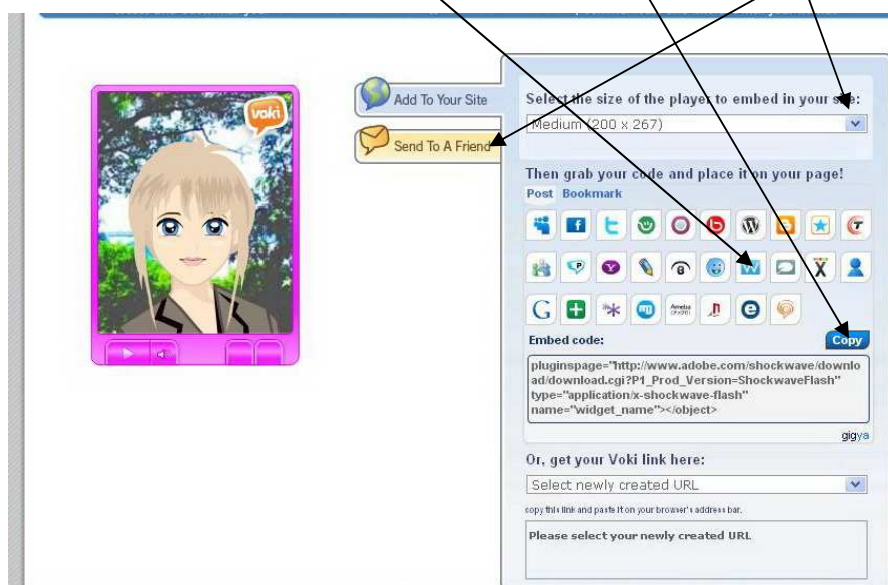 voki
Add To Your Site
Send To A Friend
Select the size of the player to embed in your site:
Medium (200 x 267)
Then grab your code and place it on your page!
Post Bookmark
Embed code:
Copy
pluginspage="http://www.adobe.com/shockwave/downlo
ad/download.cgi?P1_Prod_Version=ShockwaveFlash"
type="application/x-shockwave-flash"
name="widget_name"></object>
gigya
Or, get your Voki link here:
Select newly created URL
copy this link and paste it on your browser's address bar.
Please select your newly created URL